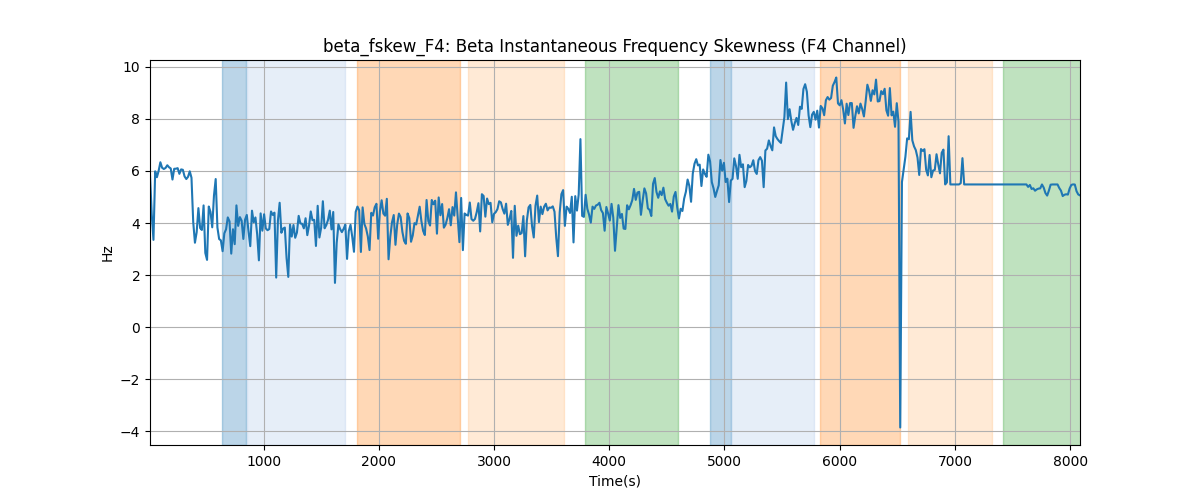 beta_fskew_F4: Beta Instantaneous Frequency Skewness (F4 Channel)
10
8
6
4
2
0
−2
−4
Hz
1000 2000 3000 4000 5000 6000 7000 8000
Time(s)